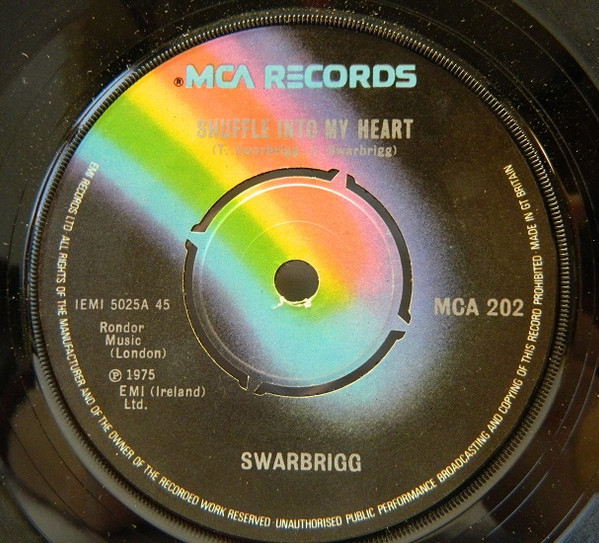 ®MCA RECORDS
SHUFFLE INTO MY HEART
(T. Swarbrigg Swarbrigg)
IEMI 5025A 45
MCA 202
Rondor
Music
(London)
℗ 1975
EMI (Ireland)
Ltd.
SWARBRIGG
EMI RECORDS LTD ALL RIGHTS OF THE MANUFACTURER AND OF THE OWNER OF THE RECORDED WORK RESERVED·UNAUTHORISED PUBLIC PERFORMANCE BROADCASTING AND COPYING OF THIS RECORD PROHIBITED MADE IN GT BRITAIN